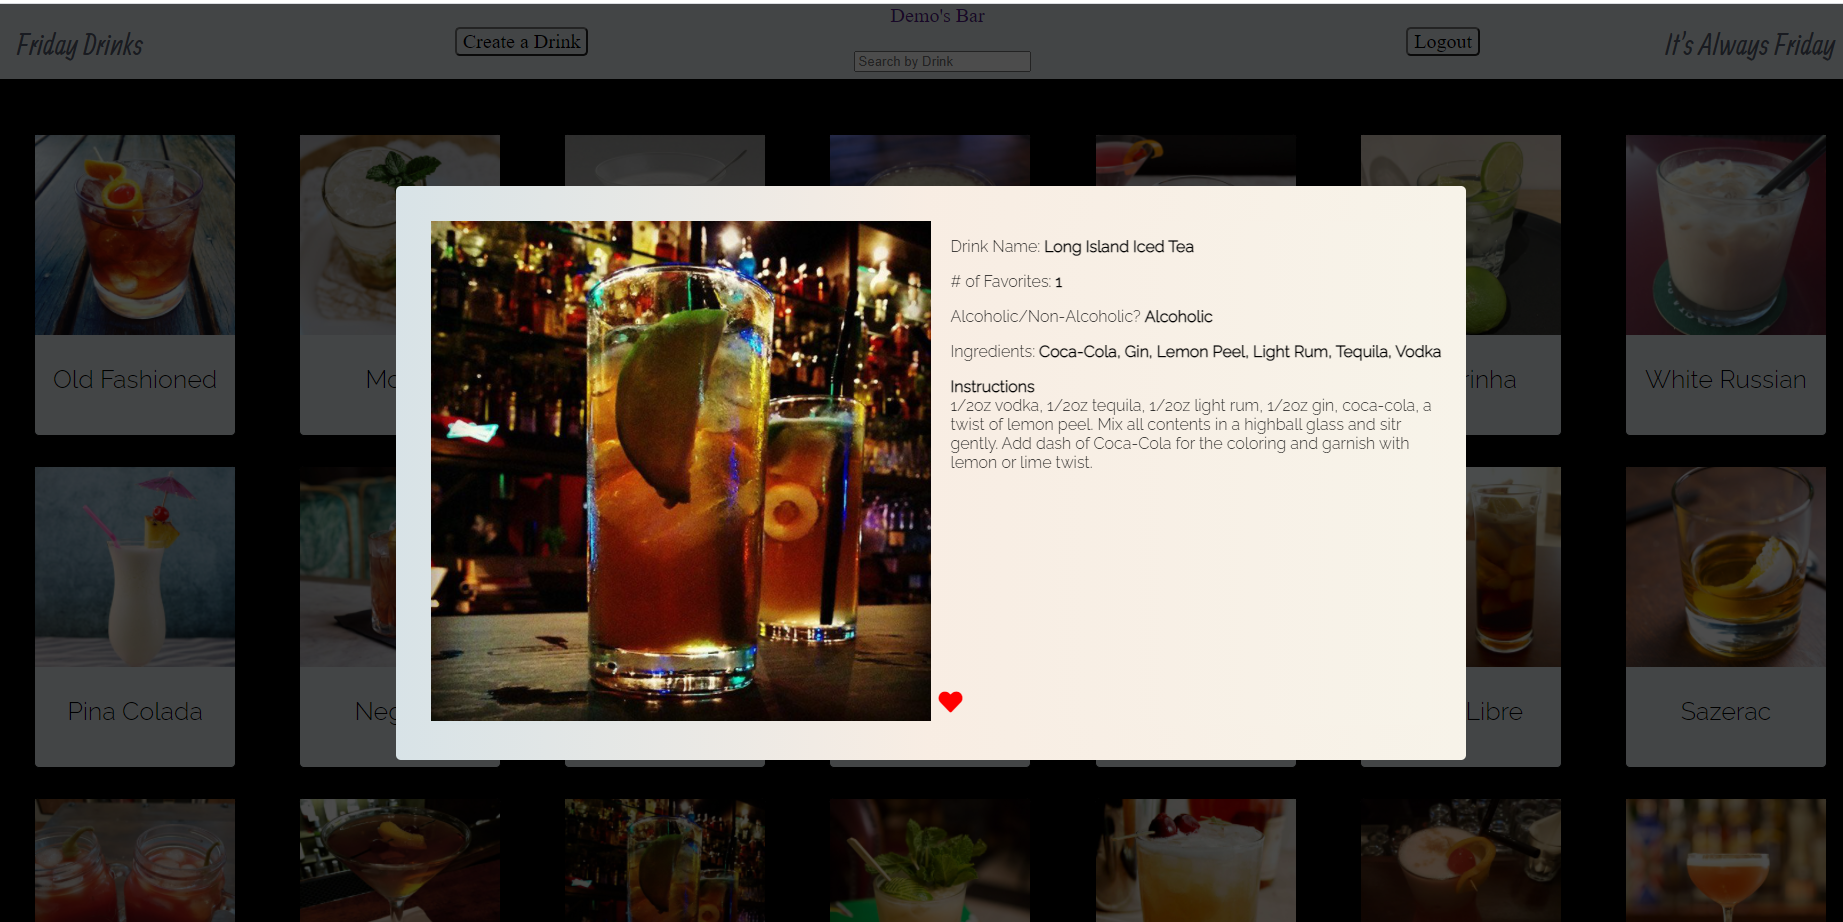 Demo's Bar
Friday Drinks
Create a Drink
Logout
It's Always Friday
Search by Drink
Drink Name: Long Island Iced Tea
# of Favorites: 1
Alcoholic/Non-Alcoholic? Alcoholic
Ingredients: Coca-Cola, Gin, Lemon Peel, Light Rum, Tequila, Vodka
Instructions
1/2oz vodka, 1/2oz tequila, 1/2oz light rum, 1/2oz gin, coca-cola, a
twist of lemon peel. Mix all contents in a highball glass and sitr
gently. Add dash of Coca-Cola for the coloring and garnish with
lemon or lime twist.
Old Fashioned
Mo
rinha
White Russian
Pina Colada
Neg
Libre
Sazerac